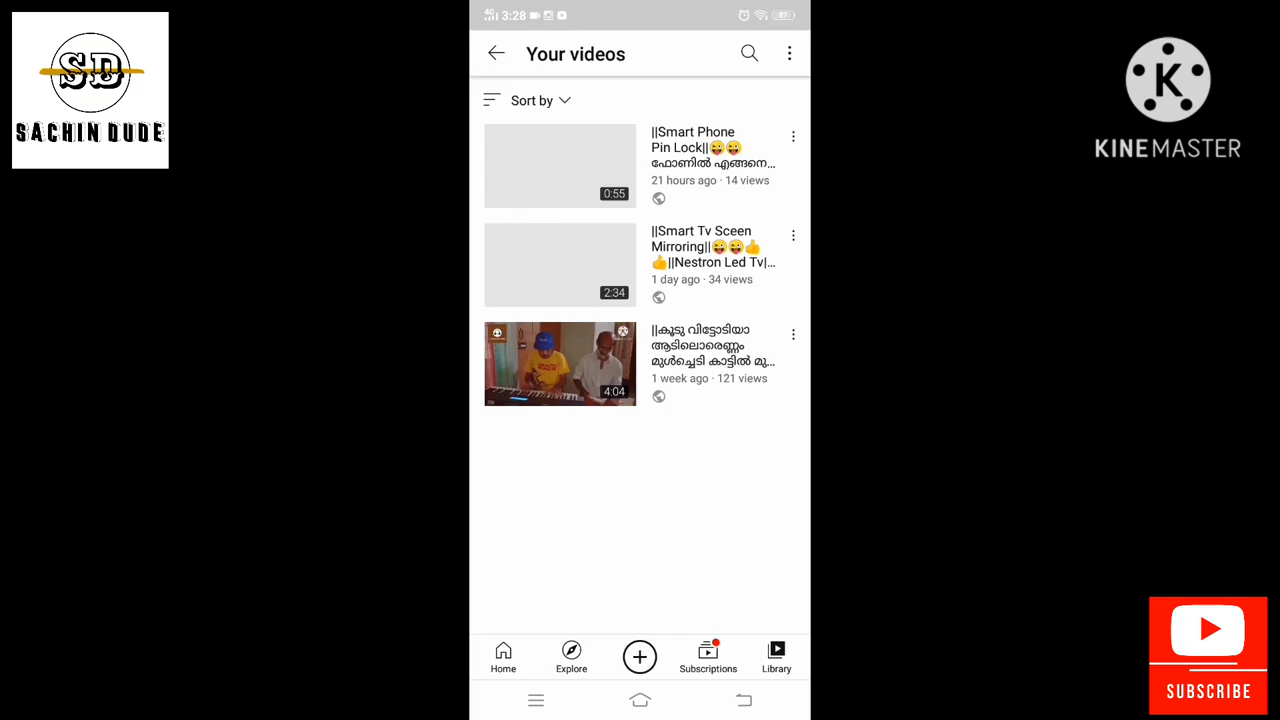 SD
SACHIN DUDE
4G 3:28 87
Your videos
Sort by
||Smart Phone
Pin Lock||😜😜
ഫോണിൽ എങ്ങനെ...
21 hours ago · 14 views
0:55
||Smart Tv Sceen
Mirroring||😜😜👍
👍||Nestron Led Tv|...
1 day ago · 34 views
2:34
||കൂടു വിട്ടോടിയാ
ആടിലൊരെണ്ണം
മുൾച്ചെടി കാട്ടിൽ മു...
1 week ago · 121 views
4:04
Home
Explore
Subscriptions
Library
K
KINEMASTER
SUBSCRIBE